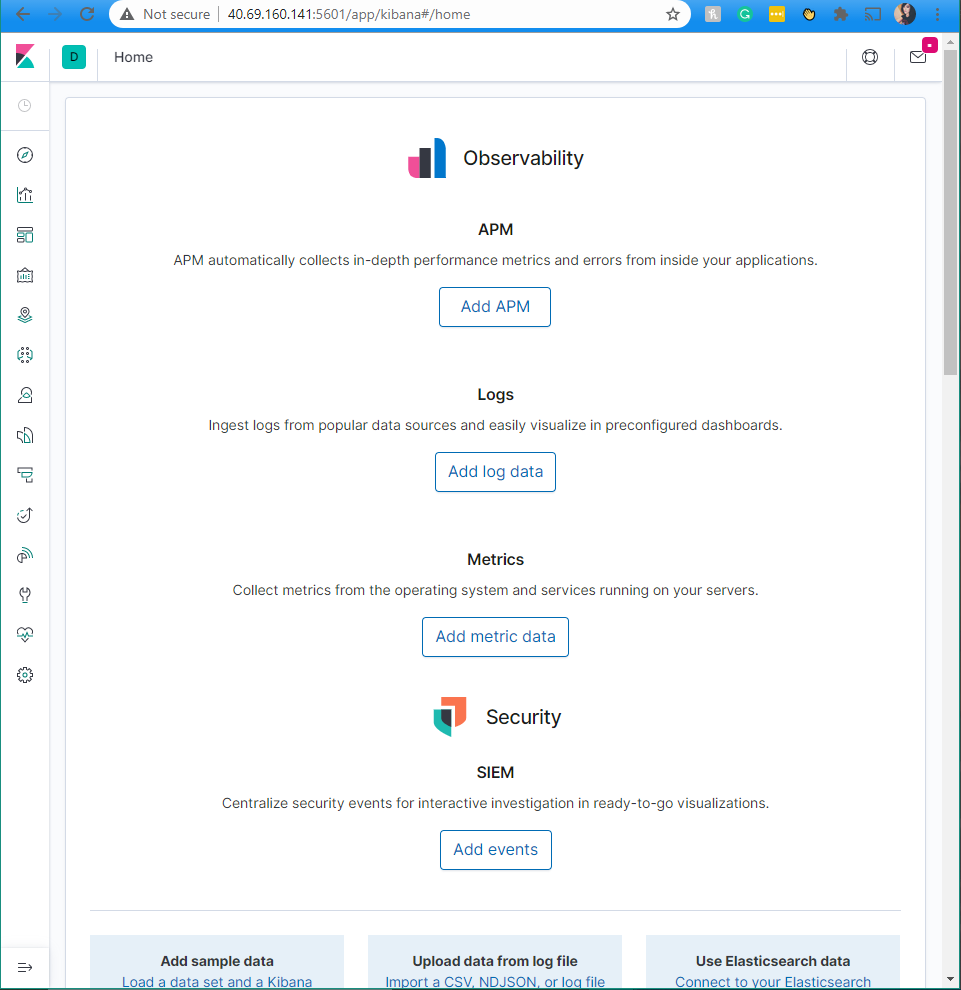 Not secure | 40.69.160.141:5601/app/kibana#/home
D Home
Observability
APM
APM automatically collects in-depth performance metrics and errors from inside your applications.
Add APM
Logs
Ingest logs from popular data sources and easily visualize in preconfigured dashboards.
Add log data
Metrics
Collect metrics from the operating system and services running on your servers.
Add metric data
Security
SIEM
Centralize security events for interactive investigation in ready-to-go visualizations.
Add events
Add sample data
Load a data set and a Kibana
Upload data from log file
Import a CSV, NDJSON, or log file
Use Elasticsearch data
Connect to your Elasticsearch